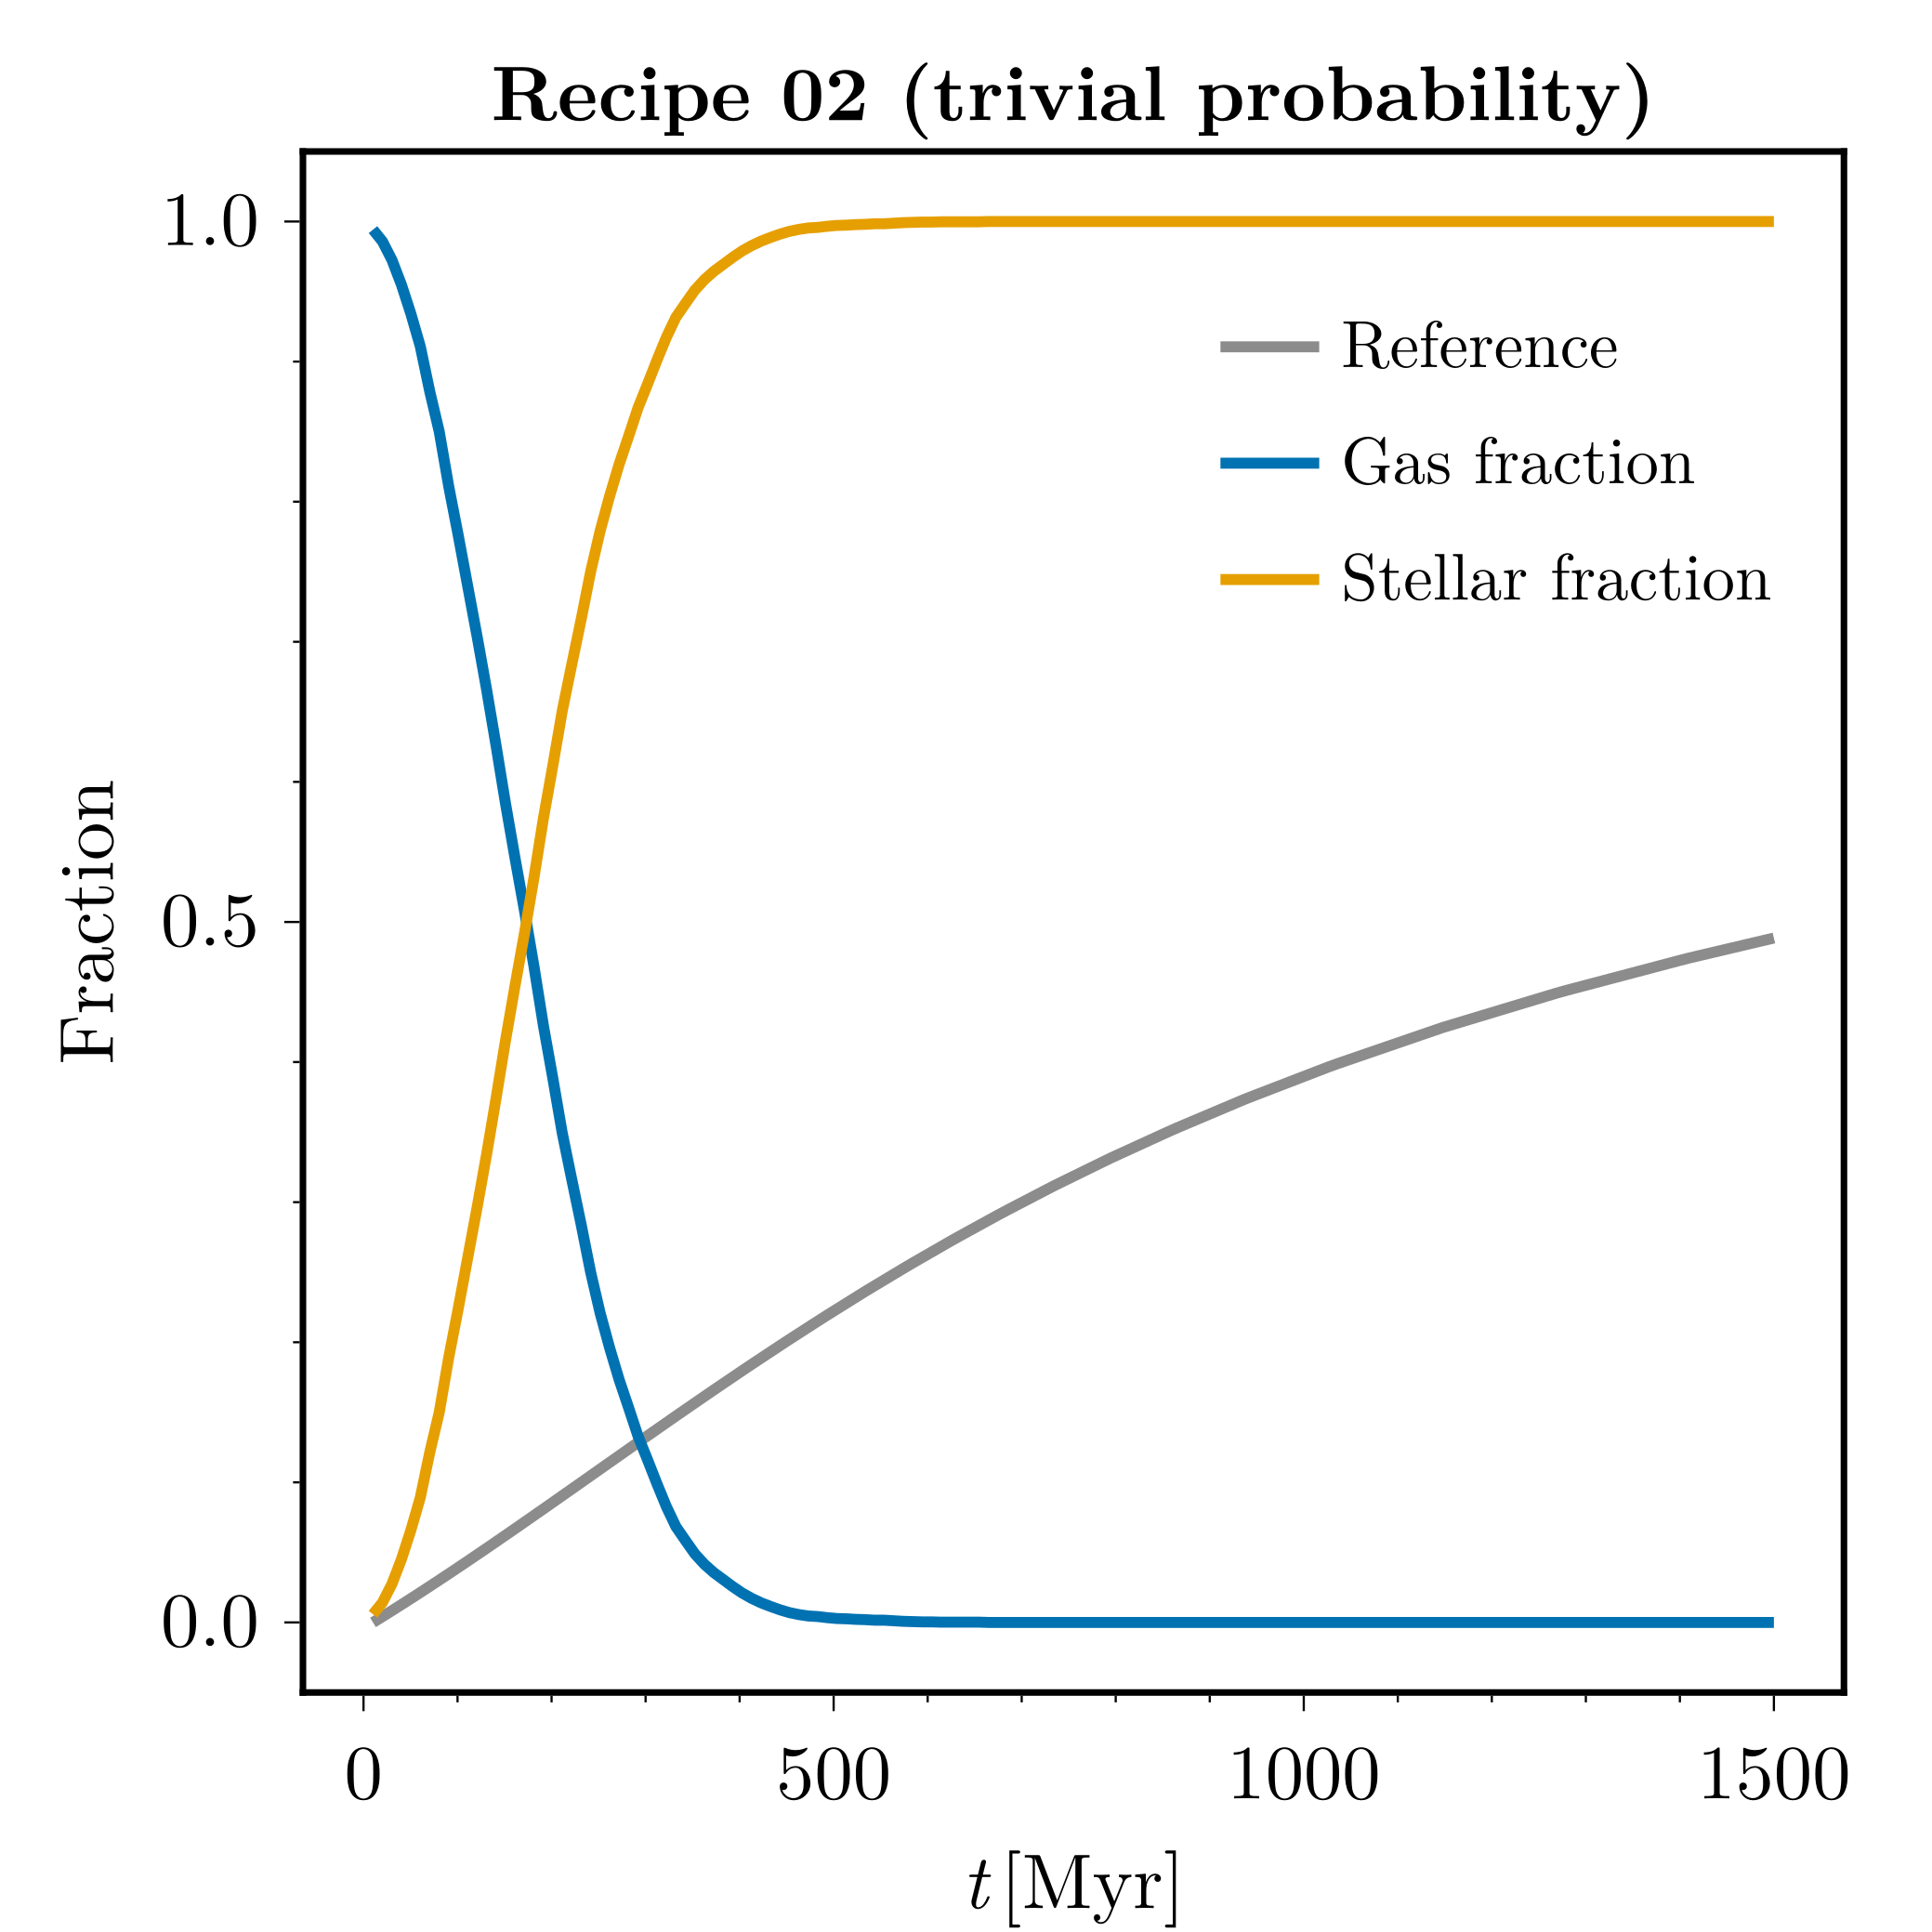 Recipe 02 (trivial probability)
1.0
Reference
Gas fraction
Stellar fraction
Fraction
0.5
0.0
0 500 1000 1500
t [Myr]